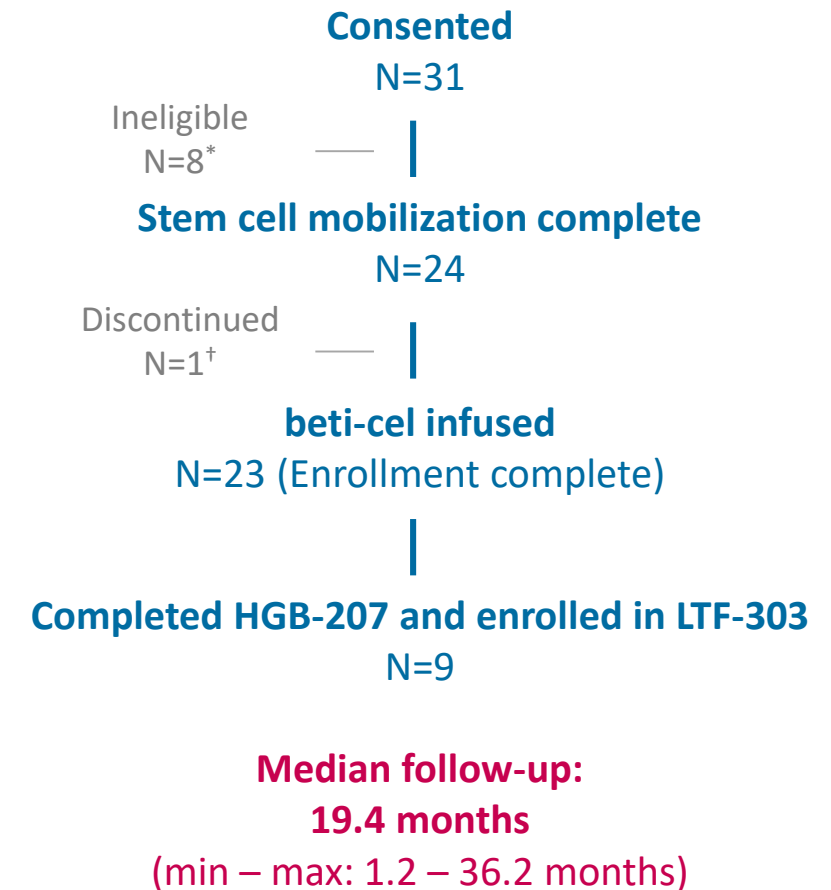 Consented
N=31
Ineligible
N=8*
Stem cell mobilization complete
N=24
Discontinued
N=1†
beti-cel infused
N=23 (Enrollment complete)
Completed HGB-207 and enrolled in LTF-303
N=9
Median follow-up:
19.4 months
(min – max: 1.2 – 36.2 months)